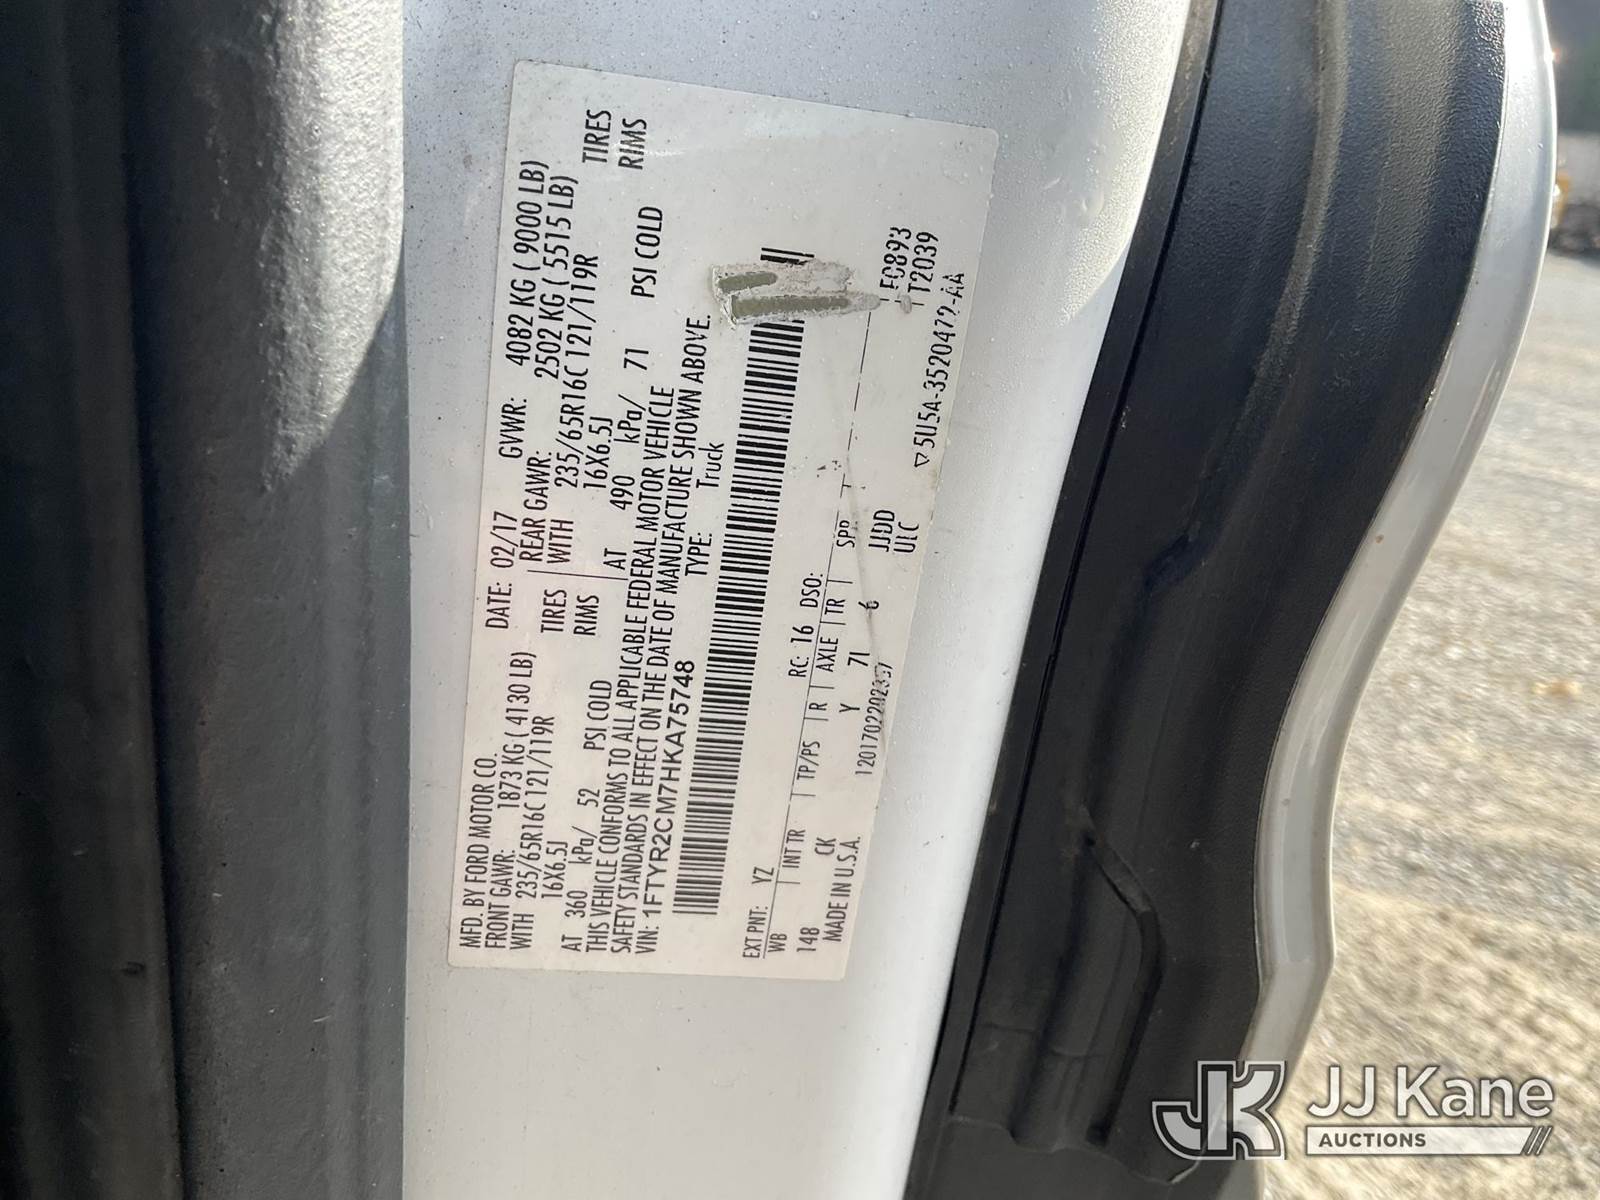 MFD. BY FORD MOTOR CO.
DATE: 02/17 GVWR: 4082 KG ( 9000 LB)
FRONT GAWR: 1873 KG ( 4130 LB) REAR GAWR: 2502 KG ( 5515 LB)
WITH 235/65R16C 121/119R TIRES WITH 235/65R16C 121/119R TIRES
16X6.5J RIMS 16X6.5J RIMS
AT 360 kPa/ 52 PSI COLD AT 490 kPa/ 71 PSI COLD
THIS VEHICLE CONFORMS TO ALL APPLICABLE FEDERAL MOTOR VEHICLE
SAFETY STANDARDS IN EFFECT ON THE DATE OF MANUFACTURE SHOWN ABOVE.
VIN: 1FTYR2CM7HKA75748 TYPE: Truck
EXT PNT: YZ RC: 16 DSO:
WB INT TR TP/PS R AXLE TR SPR
148 CK Y 71 6 JJDD
MADE IN U.S.A. UTC
F0893
T2039
5U5A-3520472-AA
JJ Kane
AUCTIONS